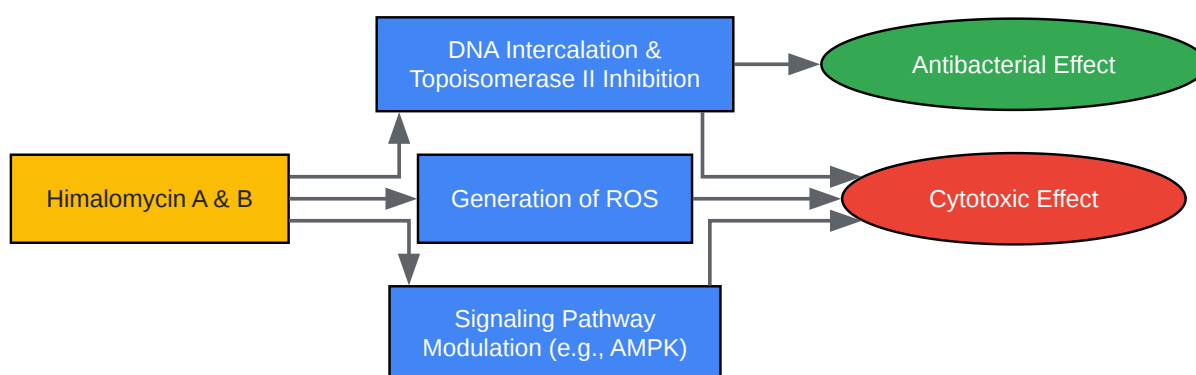 DNA Intercalation &
Topoisomerase II Inhibition
Antibacterial Effect
Himalomycin A & B
Generation of ROS
Cytotoxic Effect
Signaling Pathway
Modulation (e.g., AMPK)